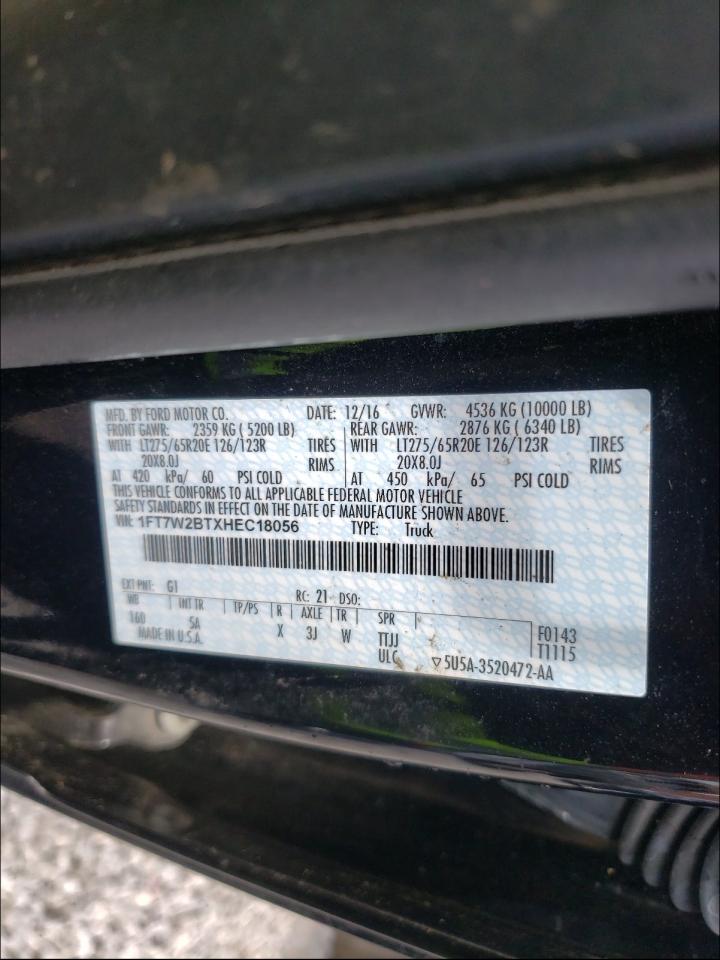 MFD. BY FORD MOTOR CO. DATE: 12/16 GVWR: 4536 KG (10000 LB)
FRONT GAWR: 2359 KG ( 5200 LB) REAR GAWR: 2876 KG ( 6340 LB)
WITH LT275/65R20E 126/123R TIRES WITH LT275/65R20E 126/123R TIRES
20X8.0J RIMS 20X8.0J RIMS
AT 420 kPa/ 60 PSI COLD AT 450 kPa/ 65 PSI COLD
THIS VEHICLE CONFORMS TO ALL APPLICABLE FEDERAL MOTOR VEHICLE
SAFETY STANDARDS IN EFFECT ON THE DATE OF MANUFACTURE SHOWN ABOVE.
VIN: 1FT7W2BTXHEC18056 TYPE: Truck
EXT PNT: G1 RC: 21 DSO:
WB INT TR TP/PS R AXLE TR SPR
160 5A X 3J W TTJJ F0143
MADE IN U.S.A. ULC T1115
▽5U5A-3520472-AA